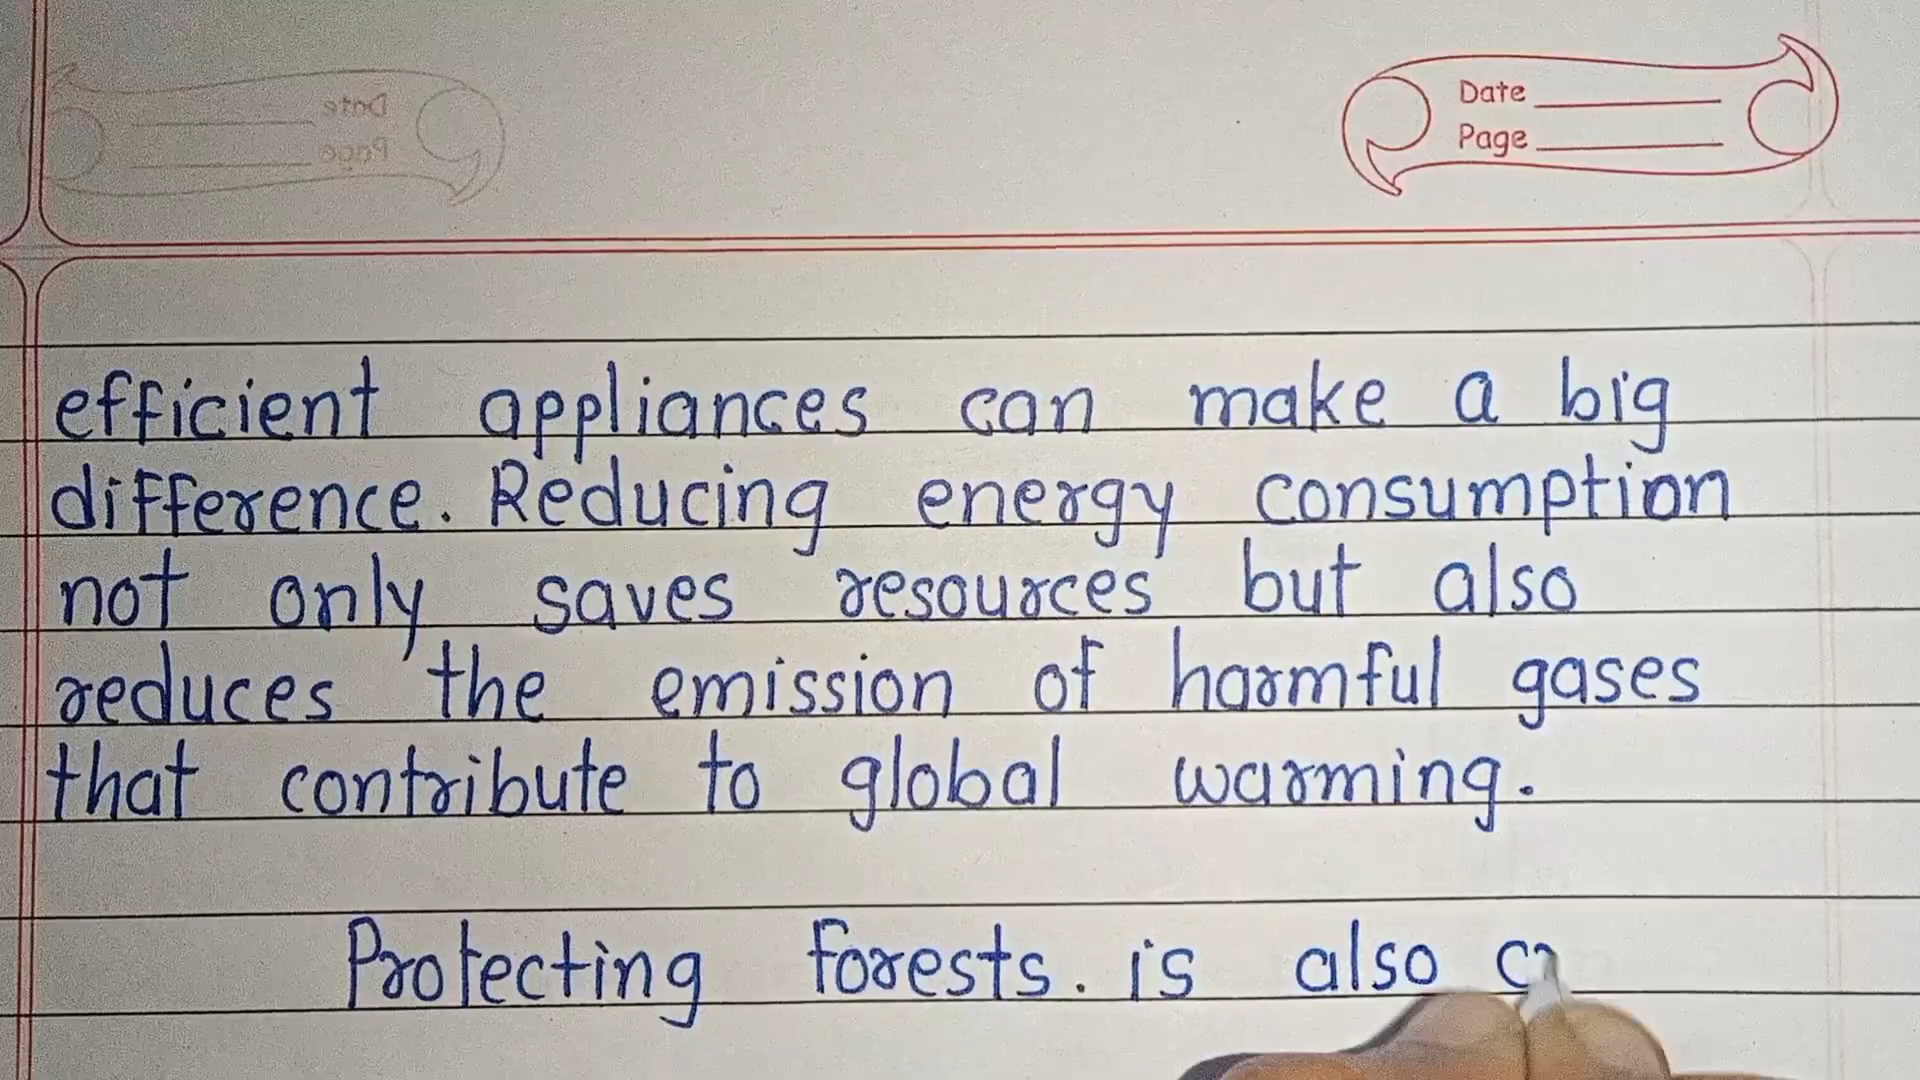 Date
Page
efficient appliances can make a big
difference. Reducing energy consumption
not only saves resources but also
reduces the emission of harmful gases
that contribute to global warming.
Protecting forests. is also